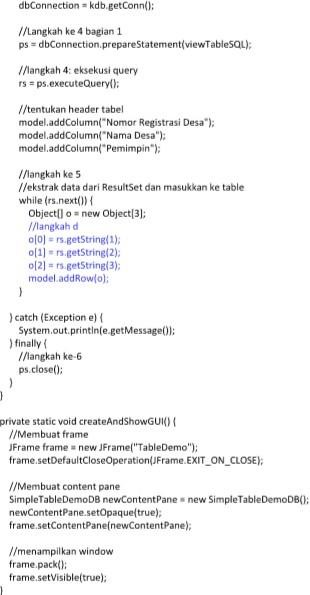 dbConnection = kdb.getConn();
//Langkah ke 4 bagian 1
ps = dbConnection.prepareStatement(viewTableSQL);
//langkah 4: eksekusi query
rs = ps.executeQuery();
//tentukan header tabel
model.addColumn("Nomor Registrasi Desa");
model.addColumn("Nama Desa");
model.addColumn("Pemimpin");
//langkah ke 5
//ekstrak data dari ResultSet dan masukkan ke table
while (rs.next()) {
Object[] o = new Object[3];
//langkah d
o[0] = rs.getString(1);
o[1] = rs.getString(2);
o[2] = rs.getString(3);
model.addRow(o);
}
} catch (Exception e) {
System.out.println(e.getMessage());
} finally {
//langkah ke-6
ps.close();
}
}
private static void createAndShowGUI() {
//Membuat frame
JFrame frame = new JFrame("TableDemo");
frame.setDefaultCloseOperation(JFrame.EXIT_ON_CLOSE);
//Membuat content pane
SimpleTableDemoDB newContentPane = new SimpleTableDemoDB();
newContentPane.setOpaque(true);
frame.setContentPane(newContentPane);
//menampilkan window
frame.pack();
frame.setVisible(true);
}